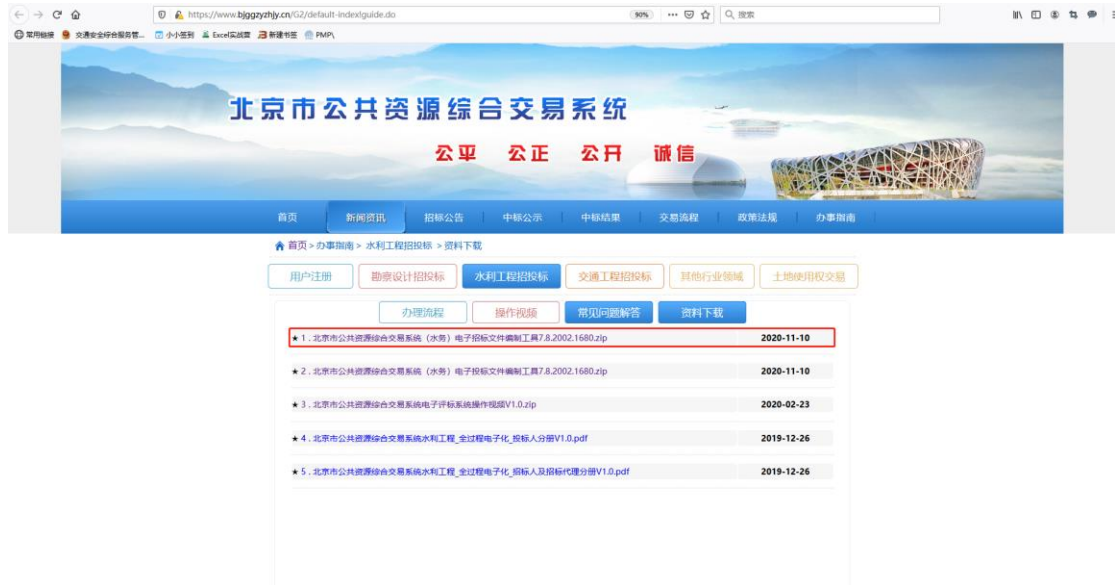 https://www.bjggzyzhjy.cn/G2/default-index!guide.do 90% 搜索
常用链接 交通安全综合服务管... 小小签到 Excel实战营 新建书签 PMP\
北京市公共资源综合交易系统
公平 公正 公开 诚信
首页 新闻资讯 招标公告 中标公示 中标结果 交易流程 政策法规 办事指南
首页 > 办事指南 > 水利工程招投标 > 资料下载
用户注册 勘察设计招投标 水利工程招投标 交通工程招投标 其他行业领域 土地使用权交易
办理流程 操作视频 常见问题解答 资料下载
★ 1 . 北京市公共资源综合交易系统（水务）电子招标文件编制工具7.8.2002.1680.zip 2020-11-10
★ 2 . 北京市公共资源综合交易系统（水务）电子投标文件编制工具7.8.2002.1680.zip 2020-11-10
★ 3 . 北京市公共资源综合交易系统电子评标系统操作视频V1.0.zip 2020-02-23
★ 4 . 北京市公共资源综合交易系统水利工程_全过程电子化_投标人分册V1.0.pdf 2019-12-26
★ 5 . 北京市公共资源综合交易系统水利工程_全过程电子化_招标人及招标代理分册V1.0.pdf 2019-12-26